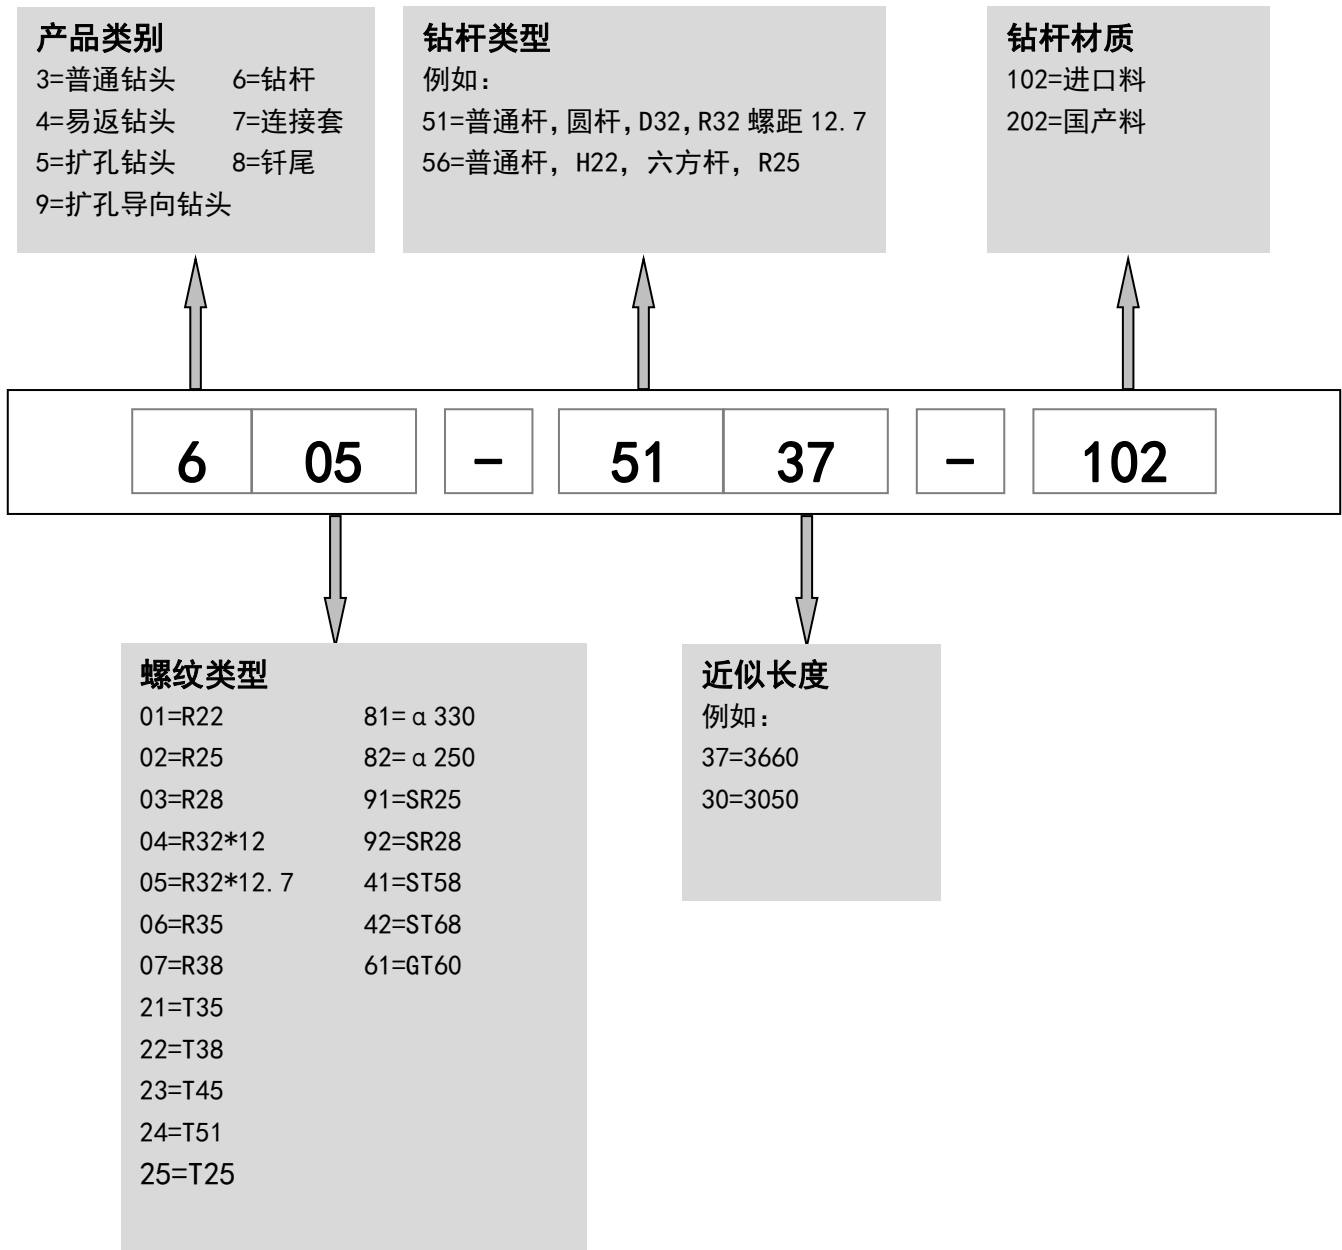 产品类别
3=普通钻头 6=钻杆
4=易返钻头 7=连接套
5=扩孔钻头 8=钎尾
9=扩孔导向钻头
钻杆类型
例如：
51=普通杆,圆杆,D32,R32 螺距 12.7
56=普通杆，H22，六方杆，R25
钻杆材质
102=进口料
202=国产料
6 05 - 51 37 - 102
螺纹类型
01=R22 81=α330
02=R25 82=α250
03=R28 91=SR25
04=R32*12 92=SR28
05=R32*12.7 41=ST58
06=R35 42=ST68
07=R38 61=GT60
21=T35
22=T38
23=T45
24=T51
25=T25
近似长度
例如：
37=3660
30=3050